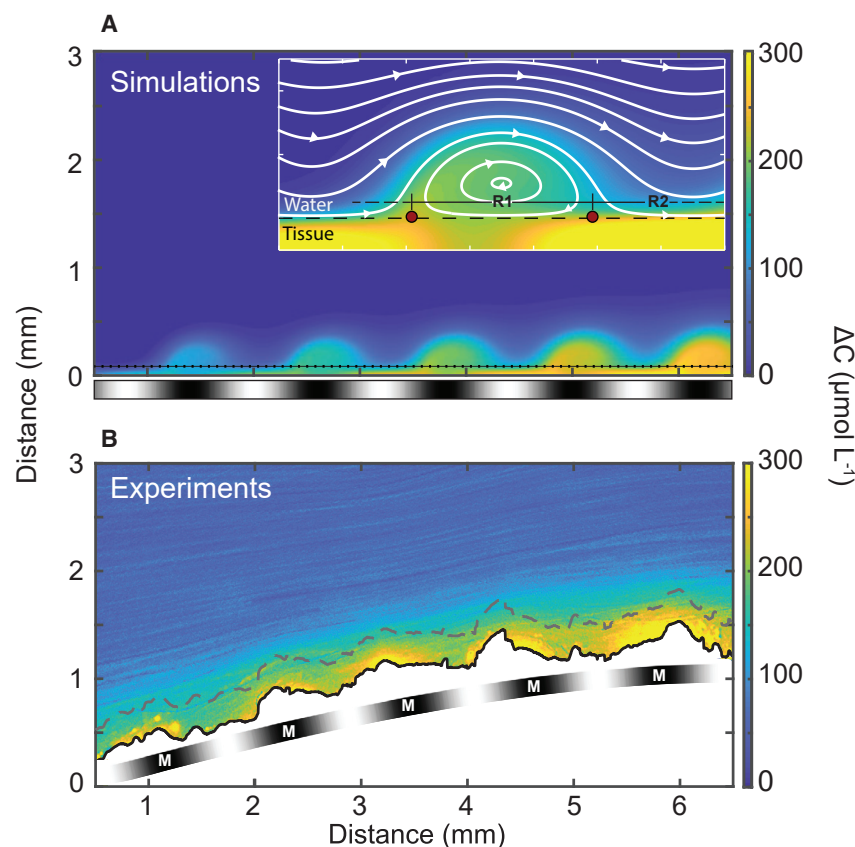 A
3
Simulations
300
Water
R1
R2
Tissue
2
200
1
100
0
0
Distance (mm)
ΔC (μmol L⁻¹)
B
3
Experiments
300
2
200
1
100
M M M M M
0
0
1 2 3 4 5 6
Distance (mm)